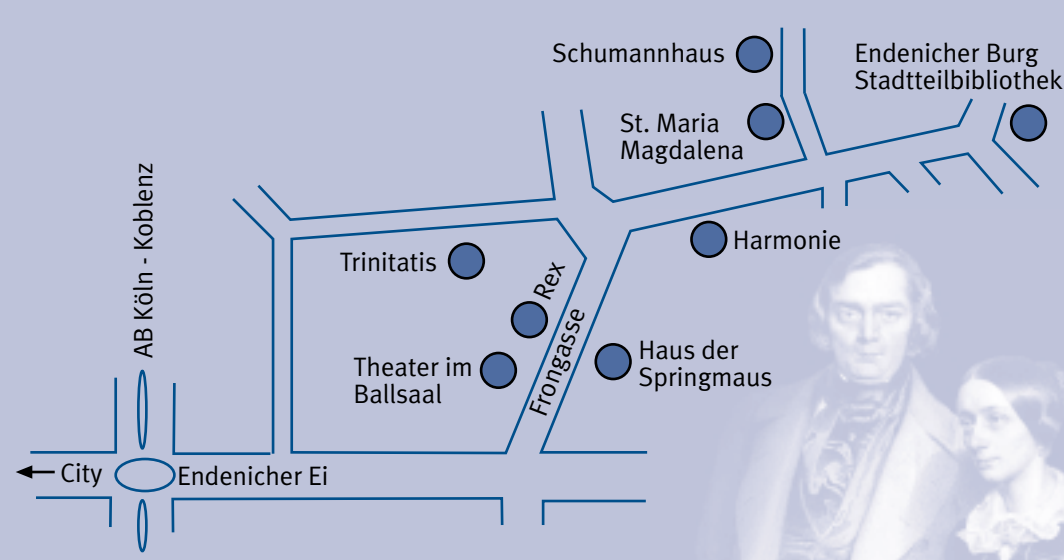 Schumannhaus
Endenicher Burg
Stadtteilbibliothek
St. Maria
Magdalena
AB Köln - Koblenz
Trinitatis
Harmonie
Rex
Frongasse
Theater im
Ballsaal
Haus der
Springmaus
City
Endenicher Ei